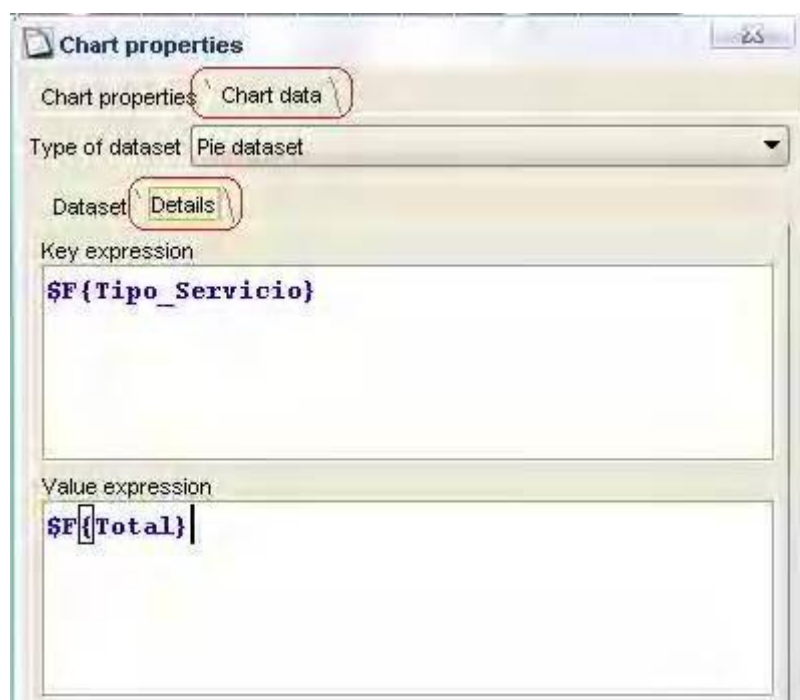 Chart properties
Chart properties Chart data
Type of dataset Pie dataset
Dataset Details
Key expression
$F{Tipo_Servicio}
Value expression
$F{Total}